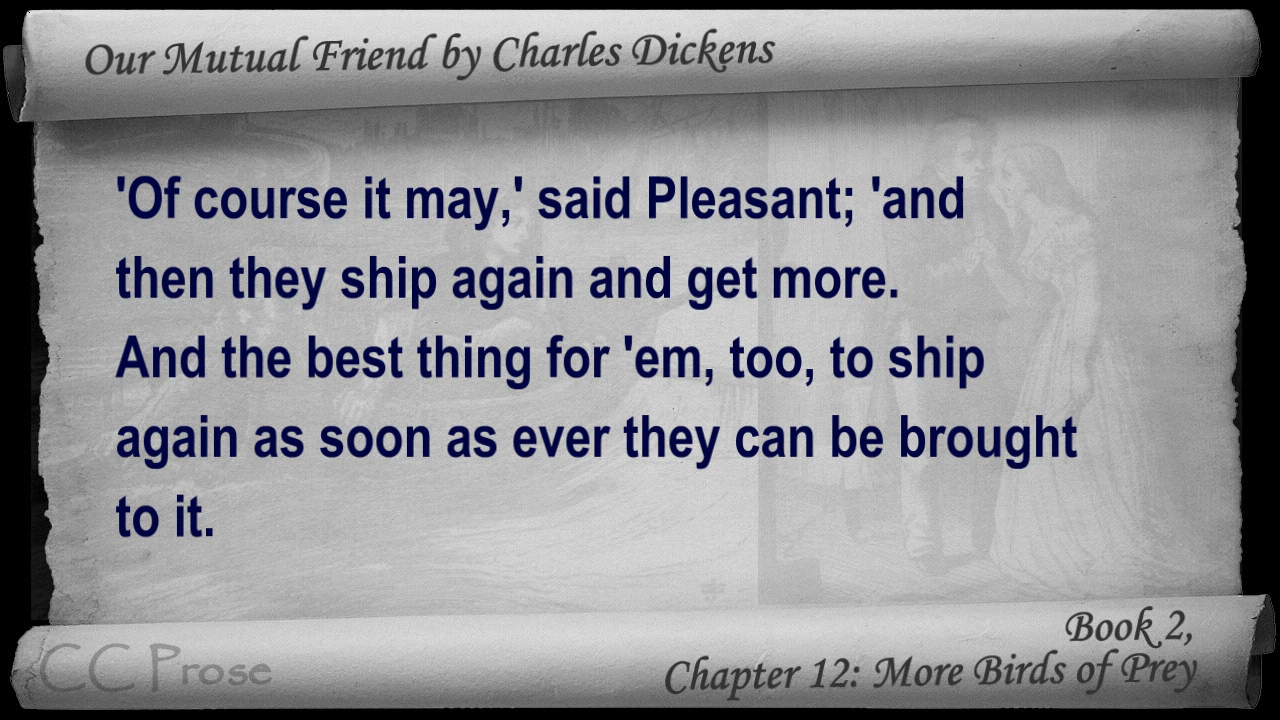 Our Mutual Friend by Charles Dickens
'Of course it may,' said Pleasant; 'and
then they ship again and get more.
And the best thing for 'em, too, to ship
again as soon as ever they can be brought
to it.
Book 2,
Chapter 12: More Birds of Prey
CC Prose